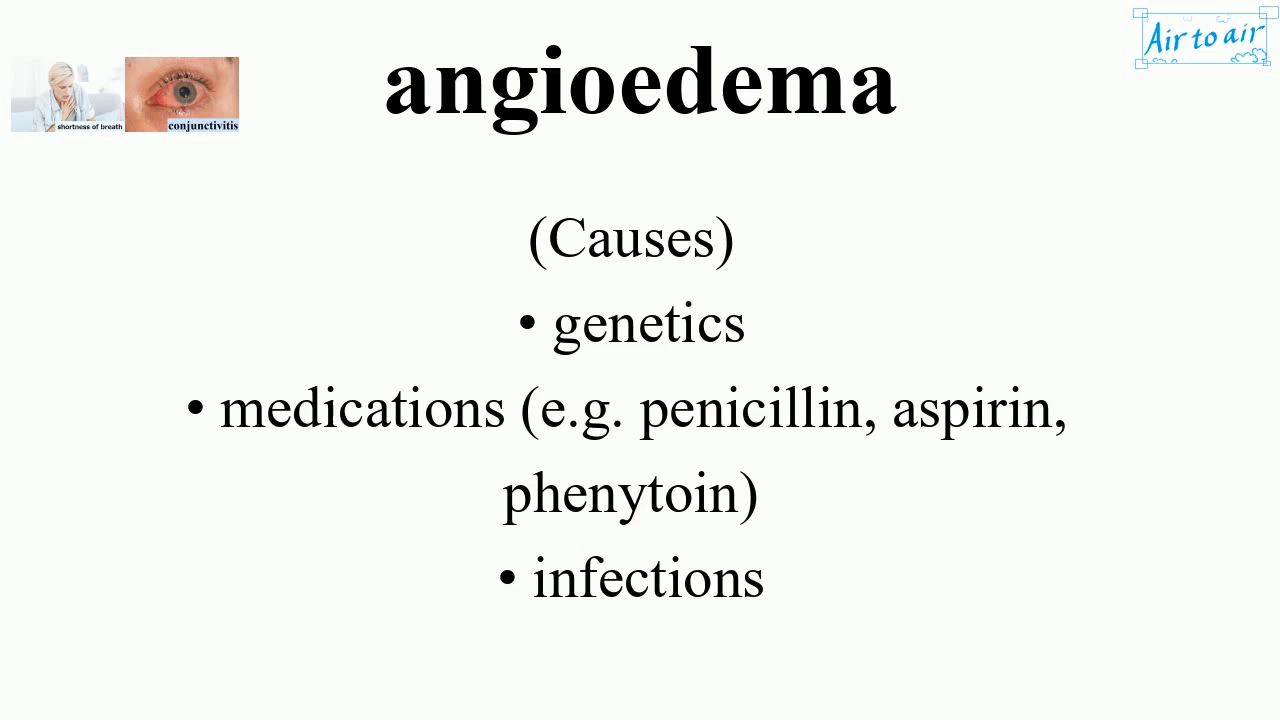 angioedema
Air to air
shortness of breath
conjunctivitis
(Causes)
• genetics
• medications (e.g. penicillin, aspirin,
phenytoin)
• infections